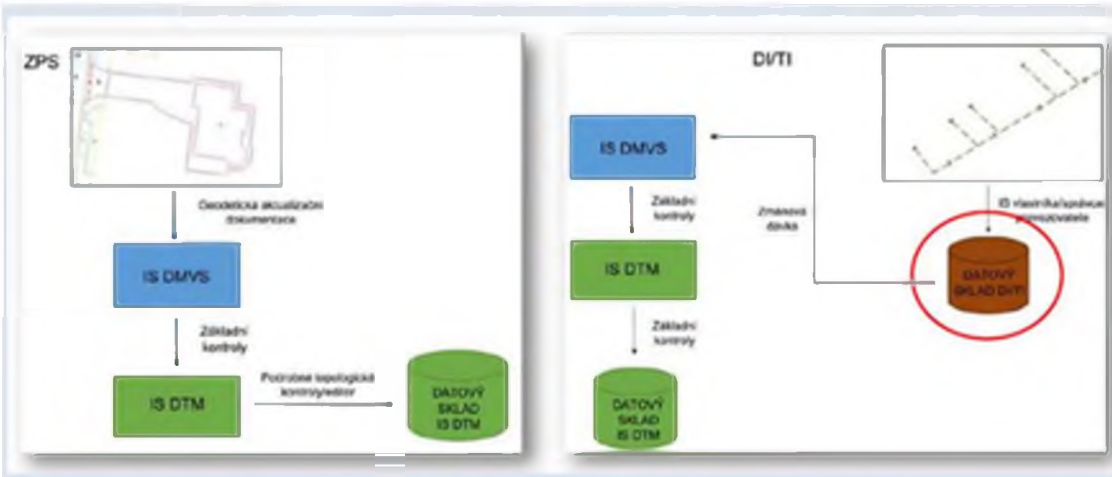 ZPS
Geodetická aktualizační
dokumentace
IS DMVS
Základní
kontroly
IS DTM
Podrobné topologické
kontroly/editor
DATOVÝ
SKLAD
IS DTM
DI/TI
IS DMVS
Základní
kontroly
IS DTM
Základní
kontroly
DATOVÝ
SKLAD
IS DTM
Změnová
dávka
IS vlastníka/správce
provozovatele
DATOVÝ
SKLAD DI/TI